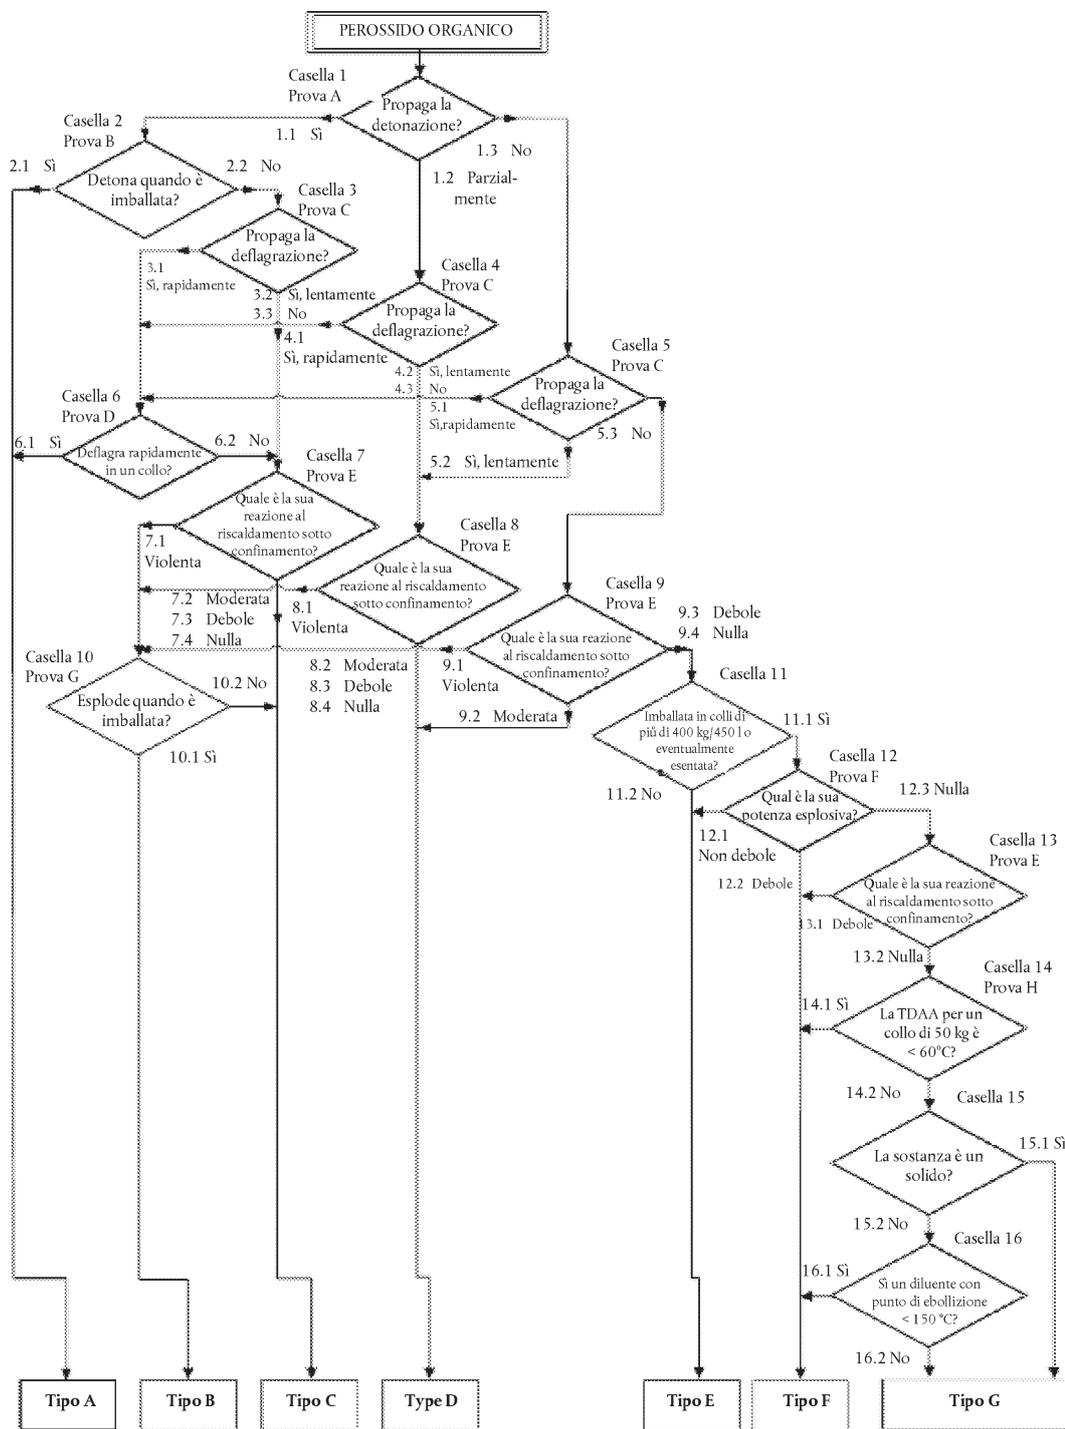 PEROSSIDO ORGANICO
Casella 1
Prova A
Propaga la
detonazione?
1.1 Sì
1.3 No
1.2 Parzial-
mente
Casella 2
Prova B
2.1 Sì
2.2 No
Detona quando è
imballata?
Casella 3
Prova C
Propaga la
deflagrazione?
3.1
Sì, rapidamente
3.2 Sì, lentamente
3.3 No
Casella 4
Prova C
Propaga la
deflagrazione?
4.1
Sì, rapidamente
4.2 Sì, lentamente
4.3 No
Casella 5
Prova C
Propaga la
deflagrazione?
5.1
Sì,rapidamente
5.3 No
5.2 Sì, lentamente
Casella 6
Prova D
6.1 Sì
6.2 No
Deflagra rapidamente
in un collo?
Casella 7
Prova E
Quale è la sua
reazione al
riscaldamento sotto
confinamento?
7.1
Violenta
7.2 Moderata
7.3 Debole
7.4 Nulla
Casella 8
Prova E
Quale è la sua
reazione al riscaldamento
sotto confinamento?
8.1
Violenta
8.2 Moderata
8.3 Debole
8.4 Nulla
Casella 9
Prova E
Quale è la sua reazione
al riscaldamento sotto
confinamento?
9.1
Violenta
9.2 Moderata
9.3 Debole
9.4 Nulla
Casella 10
Prova G
Esplode quando è
imballata?
10.2 No
10.1 Sì
Casella 11
Imballata in colli di
più di 400 kg/450 l o
eventualmente
esentata?
11.1 Sì
11.2 No
Casella 12
Prova F
Qual è la sua
potenza esplosiva?
12.3 Nulla
12.1
Non debole
12.2 Debole
Casella 13
Prova E
Quale è la sua reazione
al riscaldamento sotto
confinamento?
13.1 Debole
13.2 Nulla
Casella 14
Prova H
La TDAA per un
collo di 50 kg è
< 60°C?
14.1 Sì
14.2 No
Casella 15
La sostanza è un
solido?
15.1 Sì
15.2 No
Casella 16
Sì un diluente con
punto di ebollizione
< 150 °C?
16.1 Sì
16.2 No
Tipo A
Tipo B
Tipo C
Type D
Tipo E
Tipo F
Tipo G